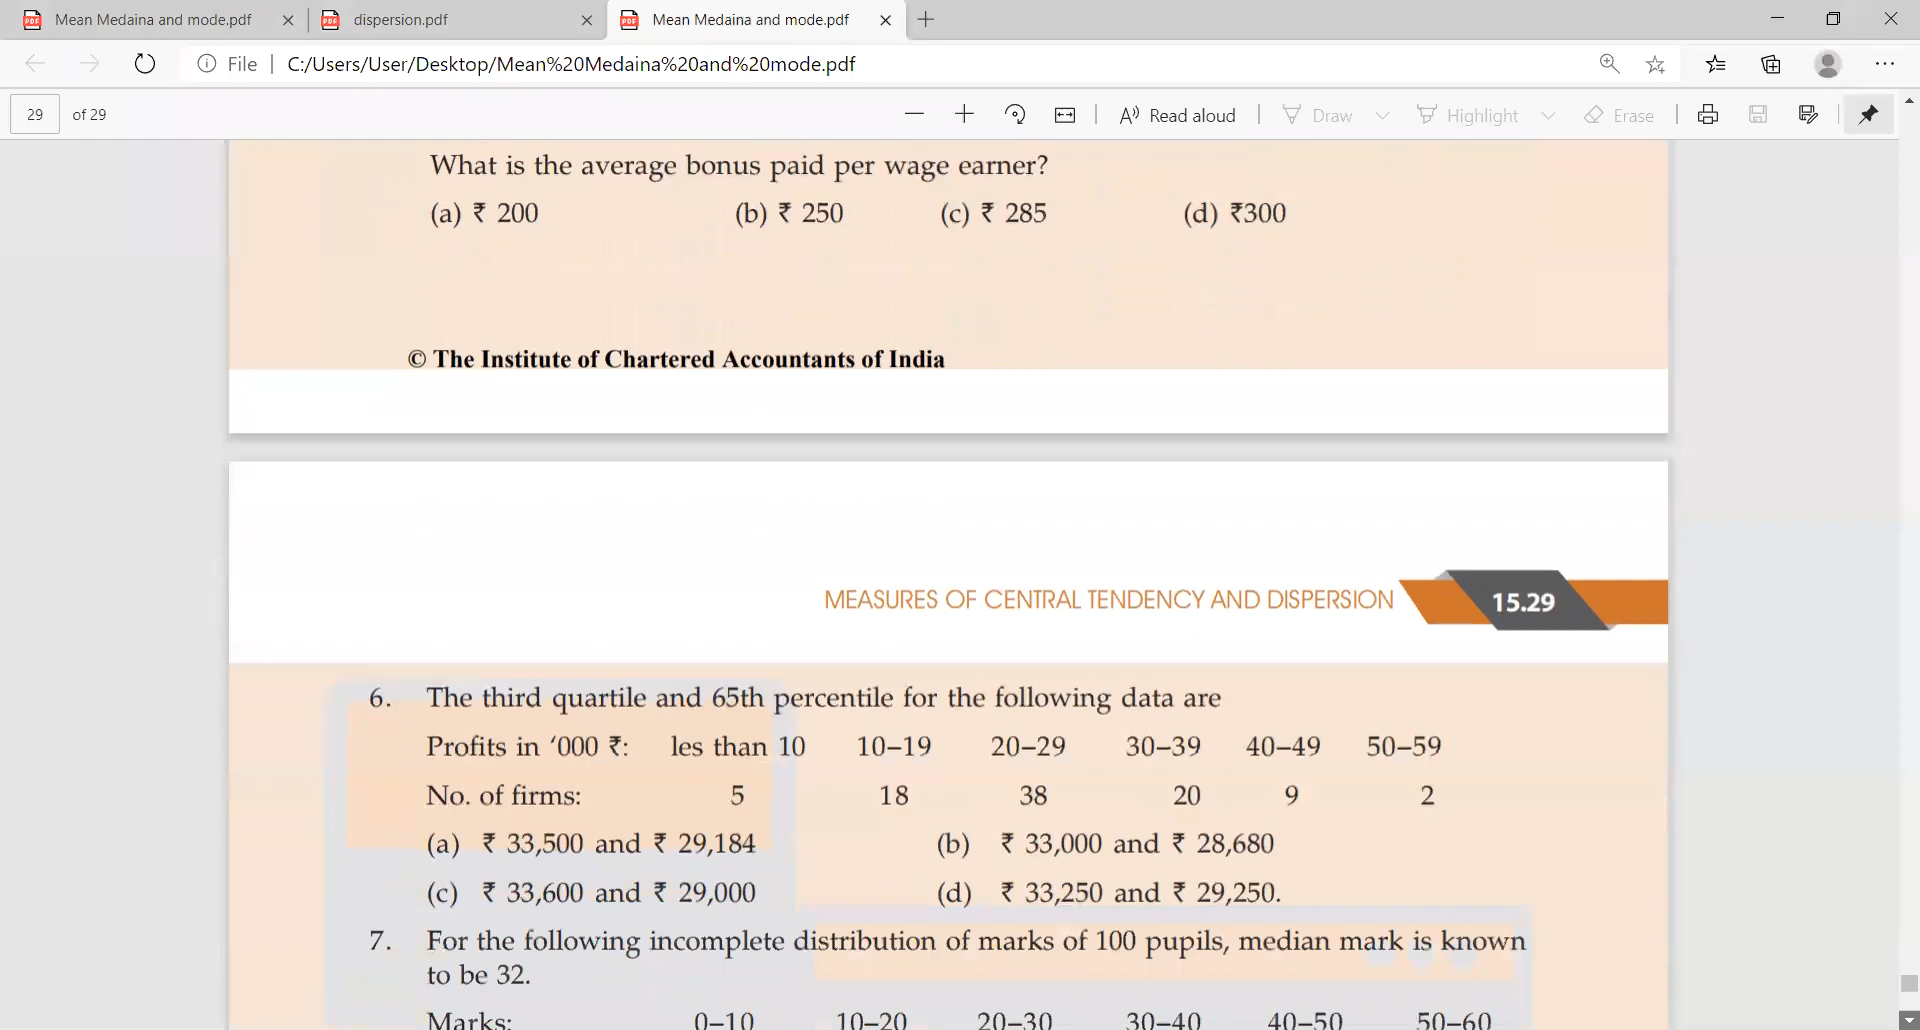 Mean Medaina and mode.pdf
dispersion.pdf
Mean Medaina and mode.pdf
File
C:/Users/User/Desktop/Mean%20Medaina%20and%20mode.pdf
29 of 29
Read aloud
Draw
Highlight
Erase
What is the average bonus paid per wage earner?
(a) ₹ 200 (b) ₹ 250 (c) ₹ 285 (d) ₹300
© The Institute of Chartered Accountants of India
MEASURES OF CENTRAL TENDENCY AND DISPERSION 15.29
6. The third quartile and 65th percentile for the following data are
Profits in ‘000 ₹: les than 10 10–19 20–29 30–39 40–49 50–59
No. of firms: 5 18 38 20 9 2
(a) ₹ 33,500 and ₹ 29,184 (b) ₹ 33,000 and ₹ 28,680
(c) ₹ 33,600 and ₹ 29,000 (d) ₹ 33,250 and ₹ 29,250.
7. For the following incomplete distribution of marks of 100 pupils, median mark is known
to be 32.
Marks: 0–10 10–20 20–30 30–40 40–50 50–60